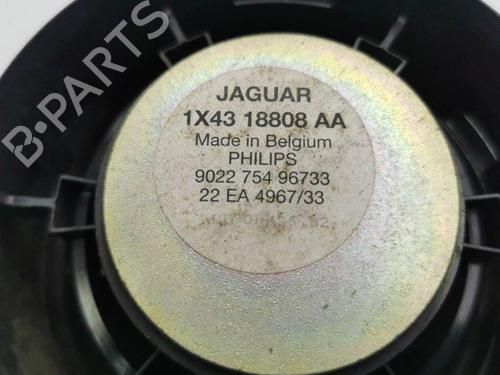 B-PARTS
JAGUAR
1X43 18808 AA
Made in Belgium
PHILIPS
9022 754 96733
22 EA 4967/33